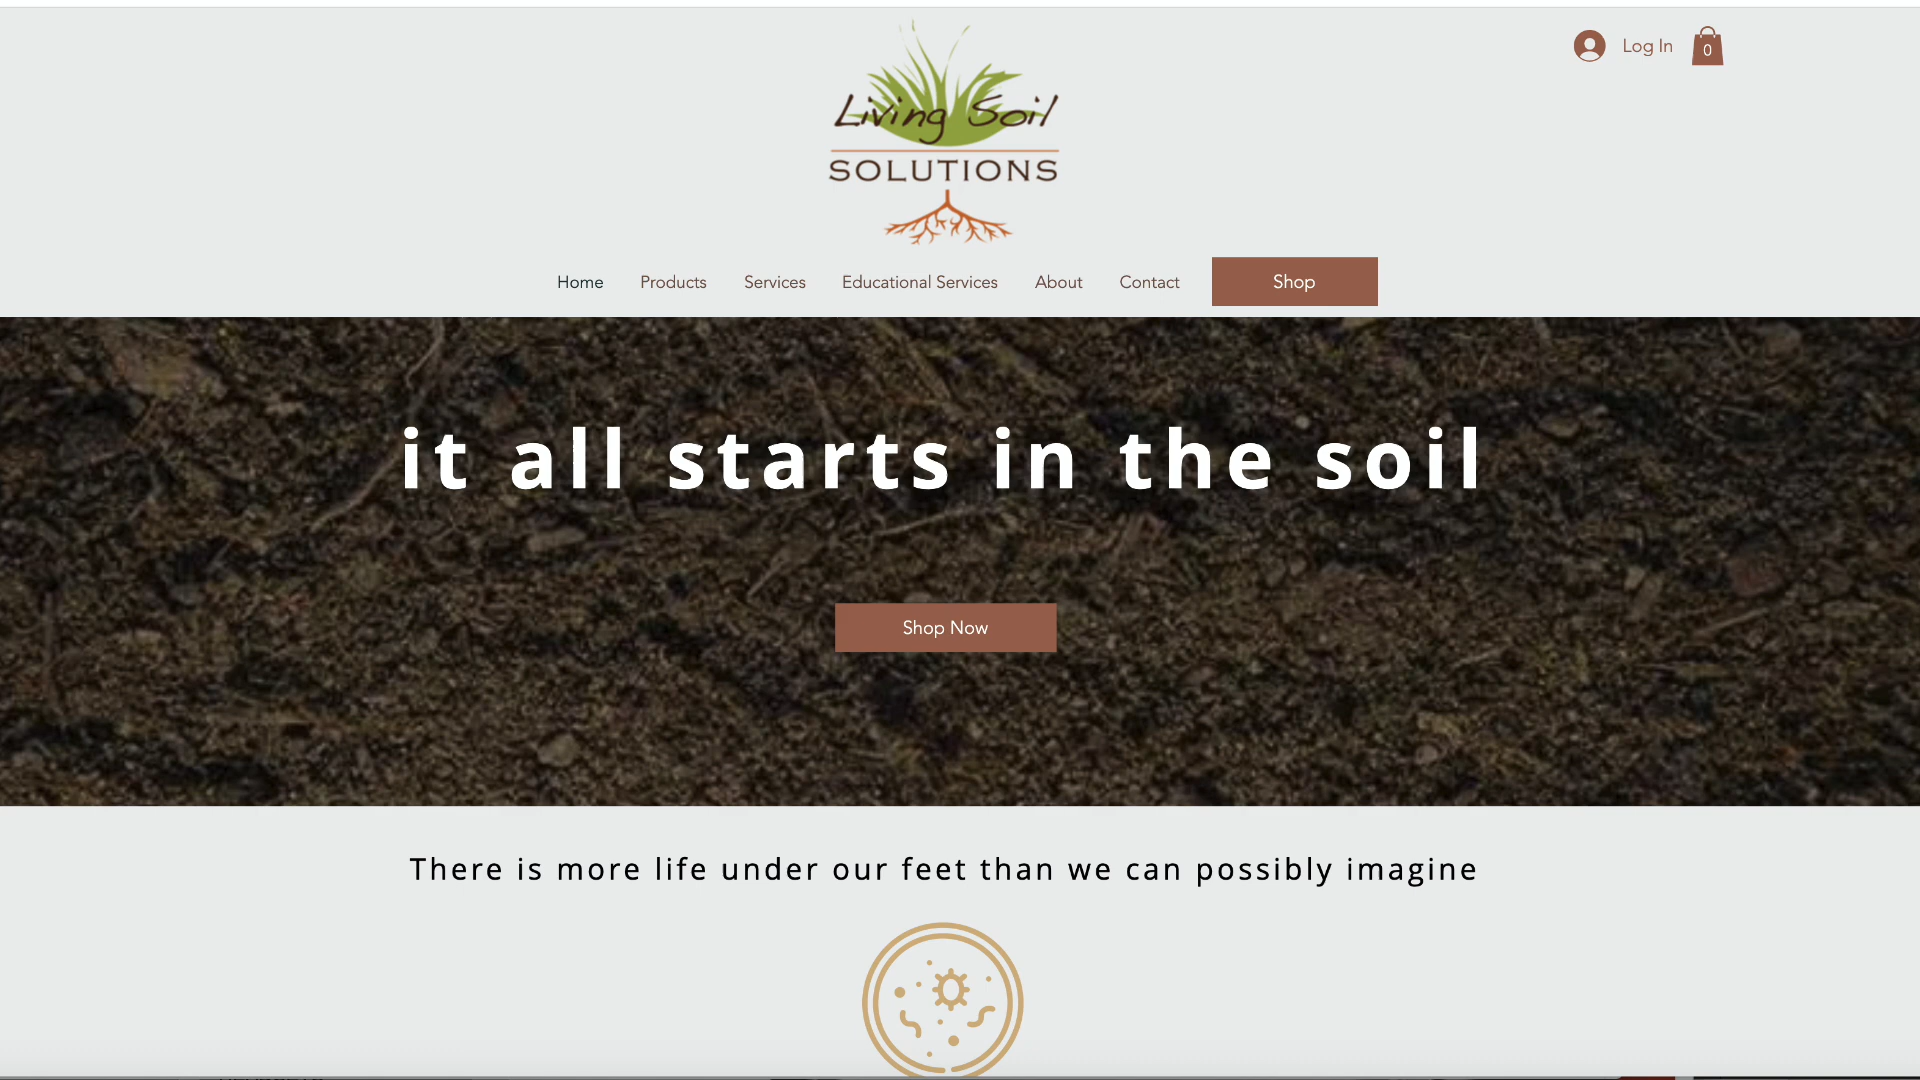 Log In
0
Living Soil
SOLUTIONS
Home
Products
Services
Educational Services
About
Contact
Shop
it all starts in the soil
Shop Now
There is more life under our feet than we can possibly imagine